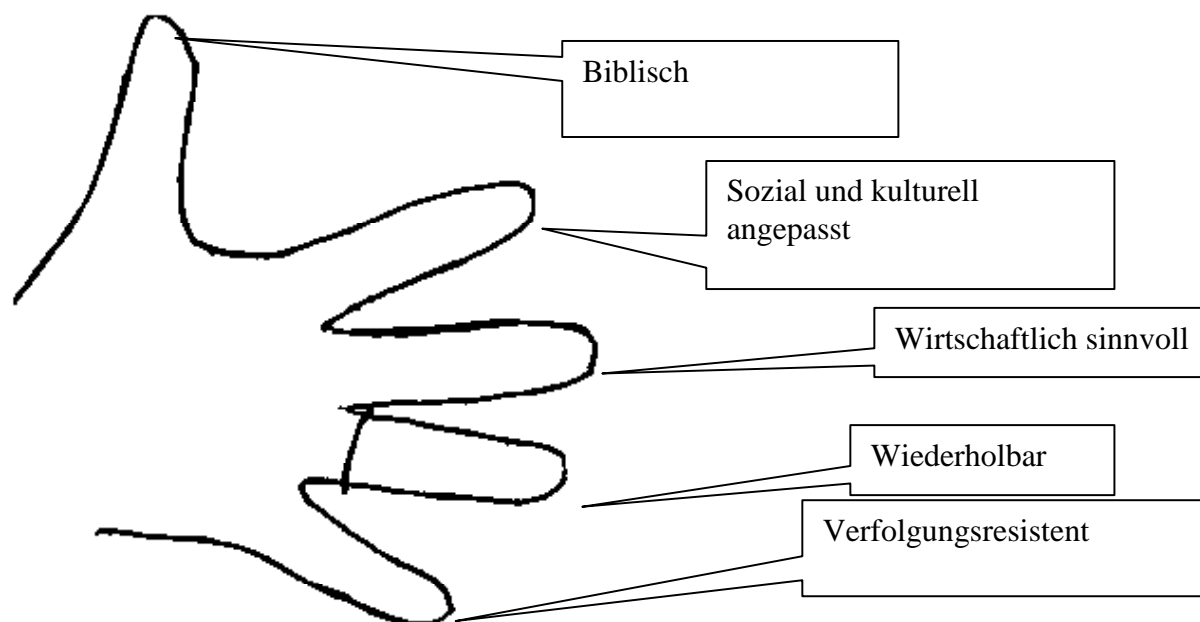 Biblisch
Sozial und kulturell
angepasst
Wirtschaftlich sinnvoll
Wiederholbar
Verfolgungsresistent